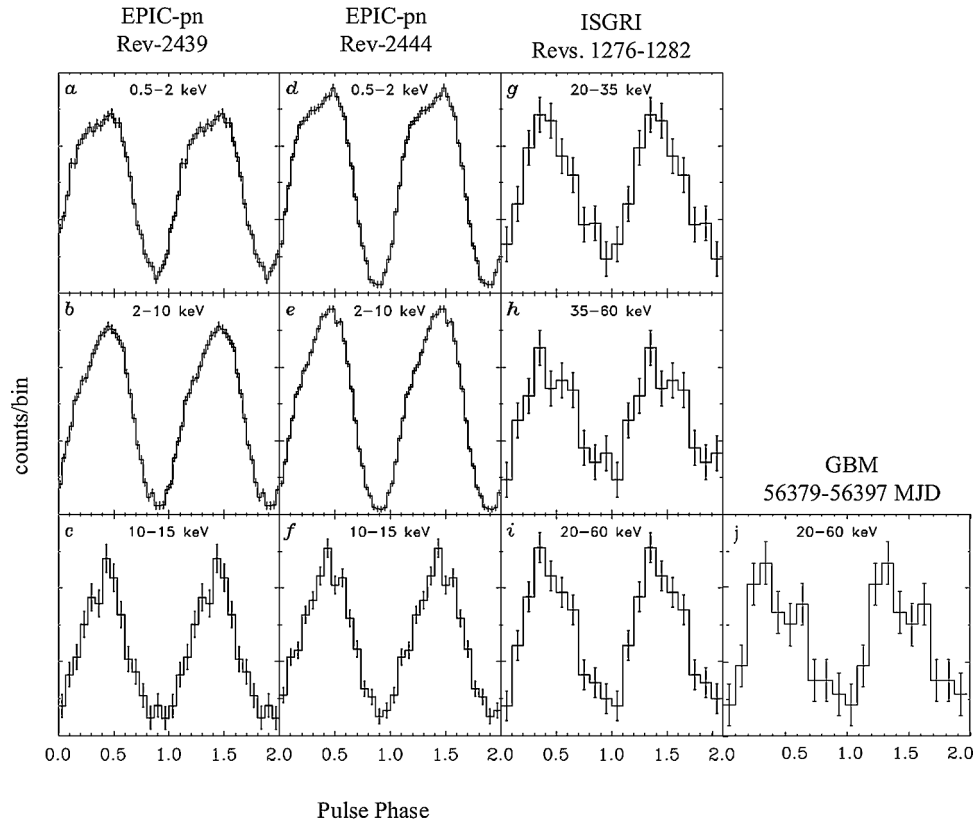 EPIC-pn
Rev-2439
EPIC-pn
Rev-2444
ISGRI
Revs. 1276-1282
a 0.5-2 keV
d 0.5-2 keV
g 20-35 keV
b 2-10 keV
e 2-10 keV
h 35-60 keV
counts/bin
GBM
56379-56397 MJD
c 10-15 keV
f 10-15 keV
i 20-60 keV
j 20-60 keV
0.0 0.5 1.0 1.5 2.0 0.5 1.0 1.5 2.0 0.5 1.0 1.5 2.0 0.5 1.0 1.5 2.0
Pulse Phase